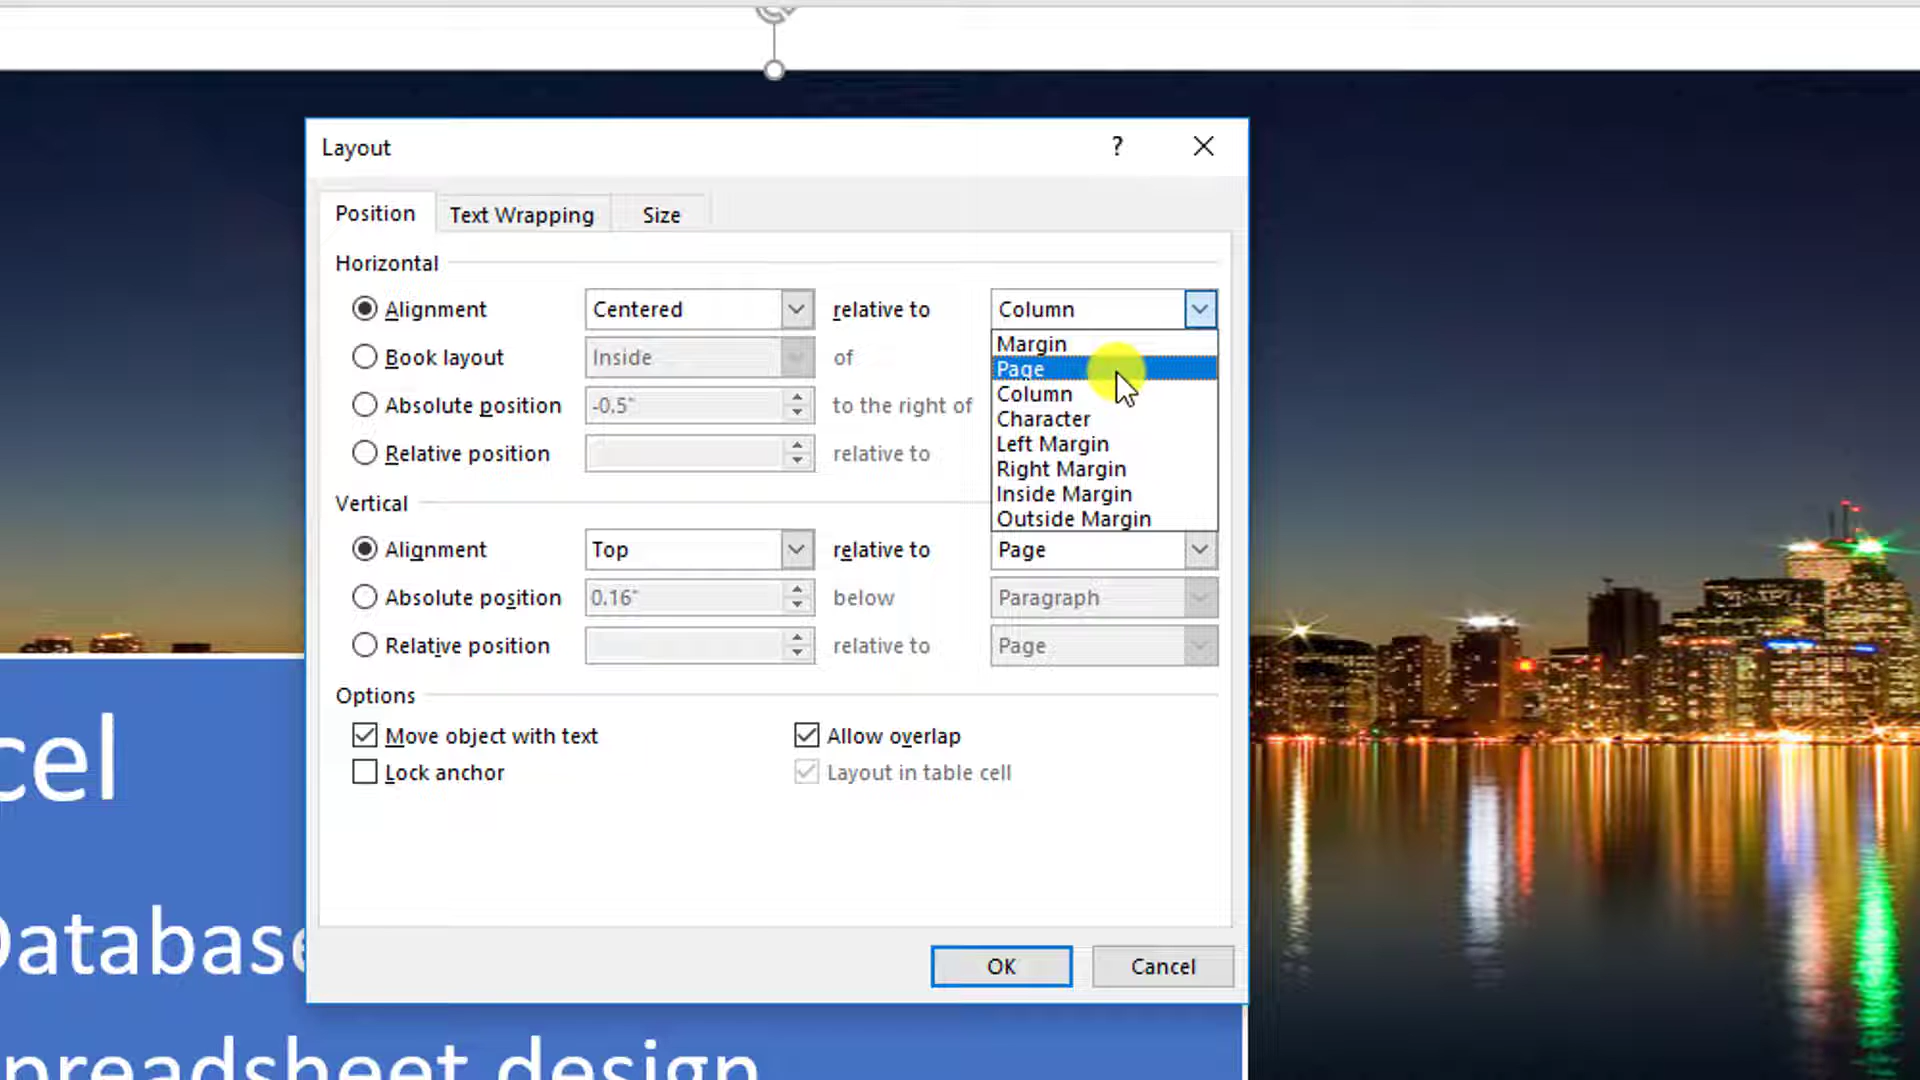 Layout
?
Position Text Wrapping Size
Horizontal
Alignment Centered relative to Column
Margin
Book layout Inside of
Page
Column
Absolute position -0.5" to the right of
Character
Left Margin
Relative position relative to
Right Margin
Inside Margin
Vertical
Outside Margin
Alignment Top relative to Page
Absolute position 0.16" below Paragraph
Relative position relative to Page
Options
Move object with text Allow overlap
Lock anchor Layout in table cell
OK Cancel
cel
Database
preadsheet design